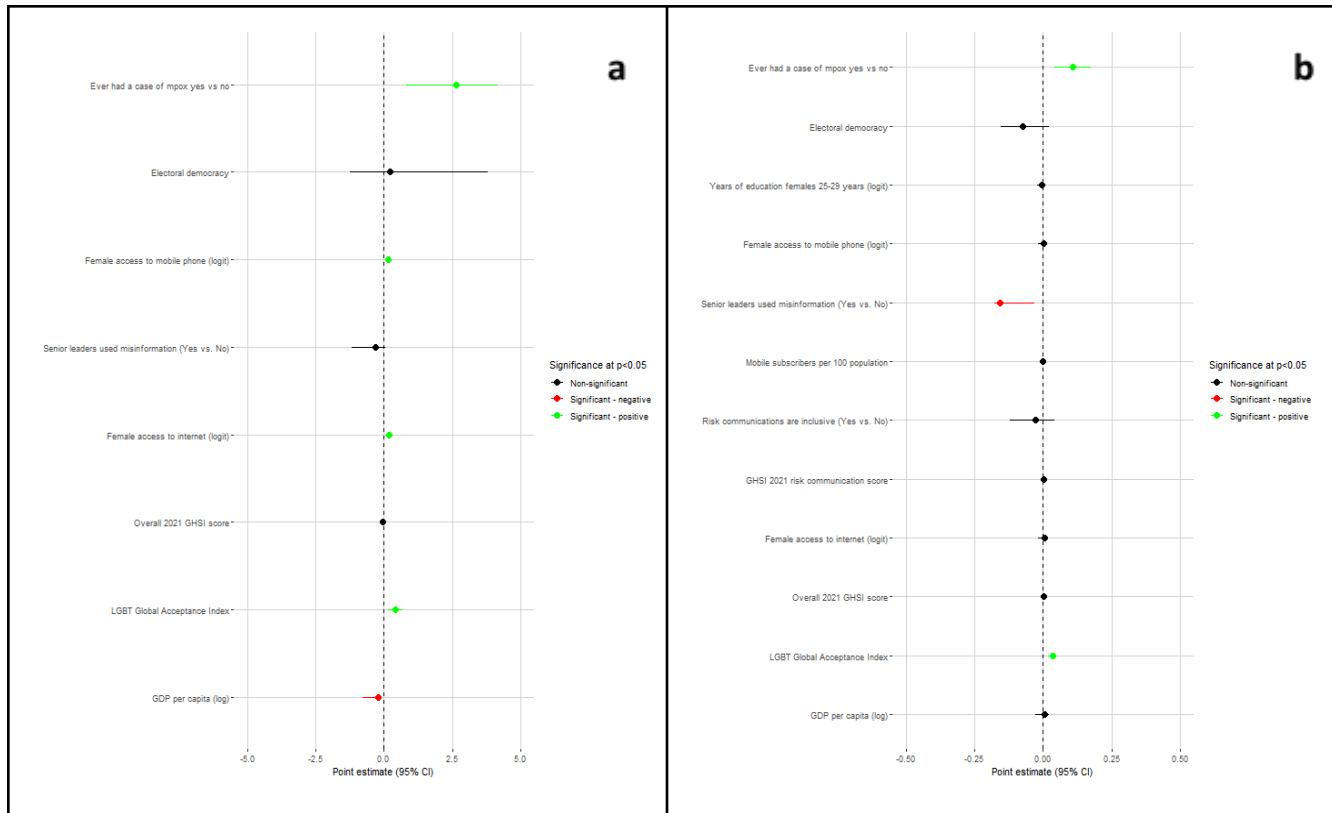 a
Ever had a case of mpox yes vs no
Electoral democracy
Female access to mobile phone (logit)
Senior leaders used misinformation (Yes vs. No)
Female access to internet (logit)
Overall 2021 GHSI score
LGBT Global Acceptance Index
GDP per capita (log)
-5.0 -2.5 0.0 2.5 5.0
Point estimate (95% CI)
Significance at p<0.05
Non-significant
Significant - negative
Significant - positive
b
Ever had a case of mpox yes vs no
Electoral democracy
Years of education females 25-29 years (logit)
Female access to mobile phone (logit)
Senior leaders used misinformation (Yes vs. No)
Mobile subscribers per 100 population
Risk communications are inclusive (Yes vs. No)
GHSI 2021 risk communication score
Female access to internet (logit)
Overall 2021 GHSI score
LGBT Global Acceptance Index
GDP per capita (log)
-0.50 -0.25 0.00 0.25 0.50
Point estimate (95% CI)
Significance at p<0.05
Non-significant
Significant - negative
Significant - positive